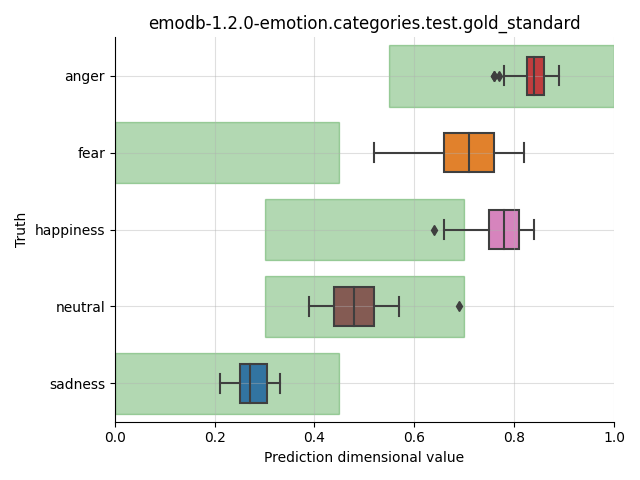 emodb-1.2.0-emotion.categories.test.gold_standard
anger
fear
happiness
neutral
sadness
Truth
0.0 0.2 0.4 0.6 0.8 1.0
Prediction dimensional value